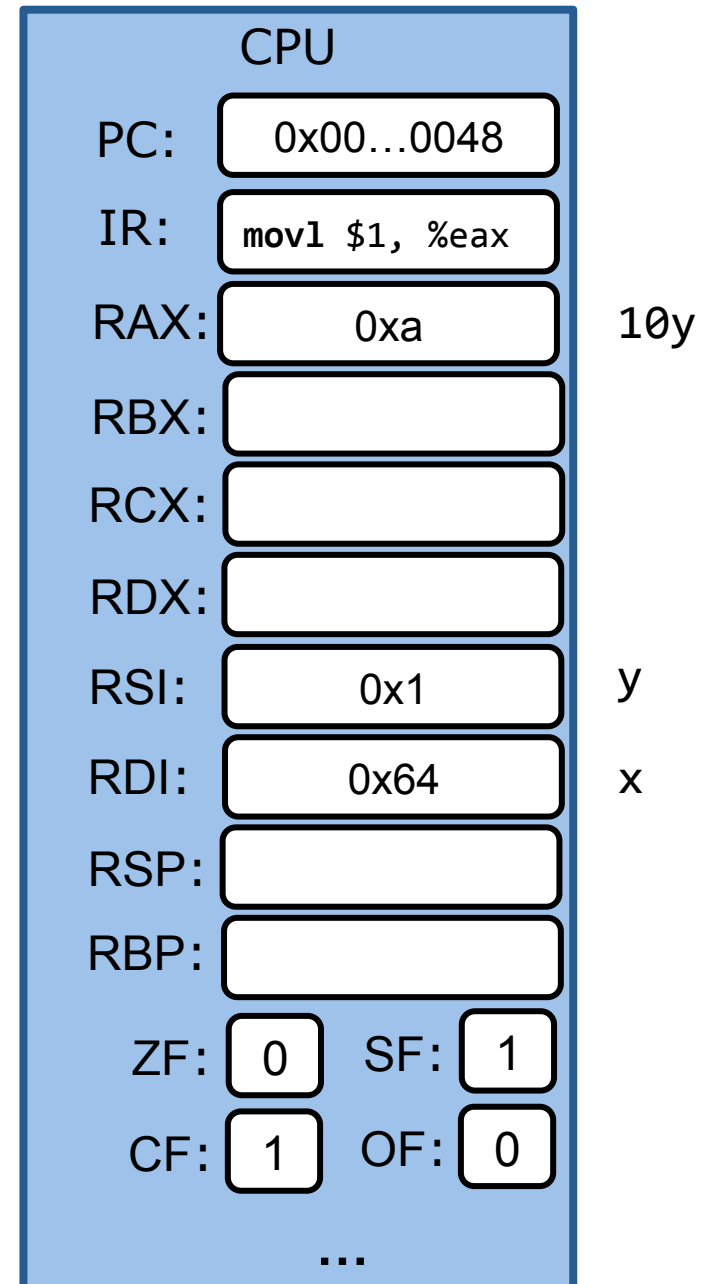 CPU
PC: 0x00…0048
IR: movl $1, %eax
RAX: 0xa 10y
RBX:
RCX:
RDX:
RSI: 0x1 y
RDI: 0x64 x
RSP:
RBP:
ZF: 0 SF: 1
CF: 1 OF: 0
…